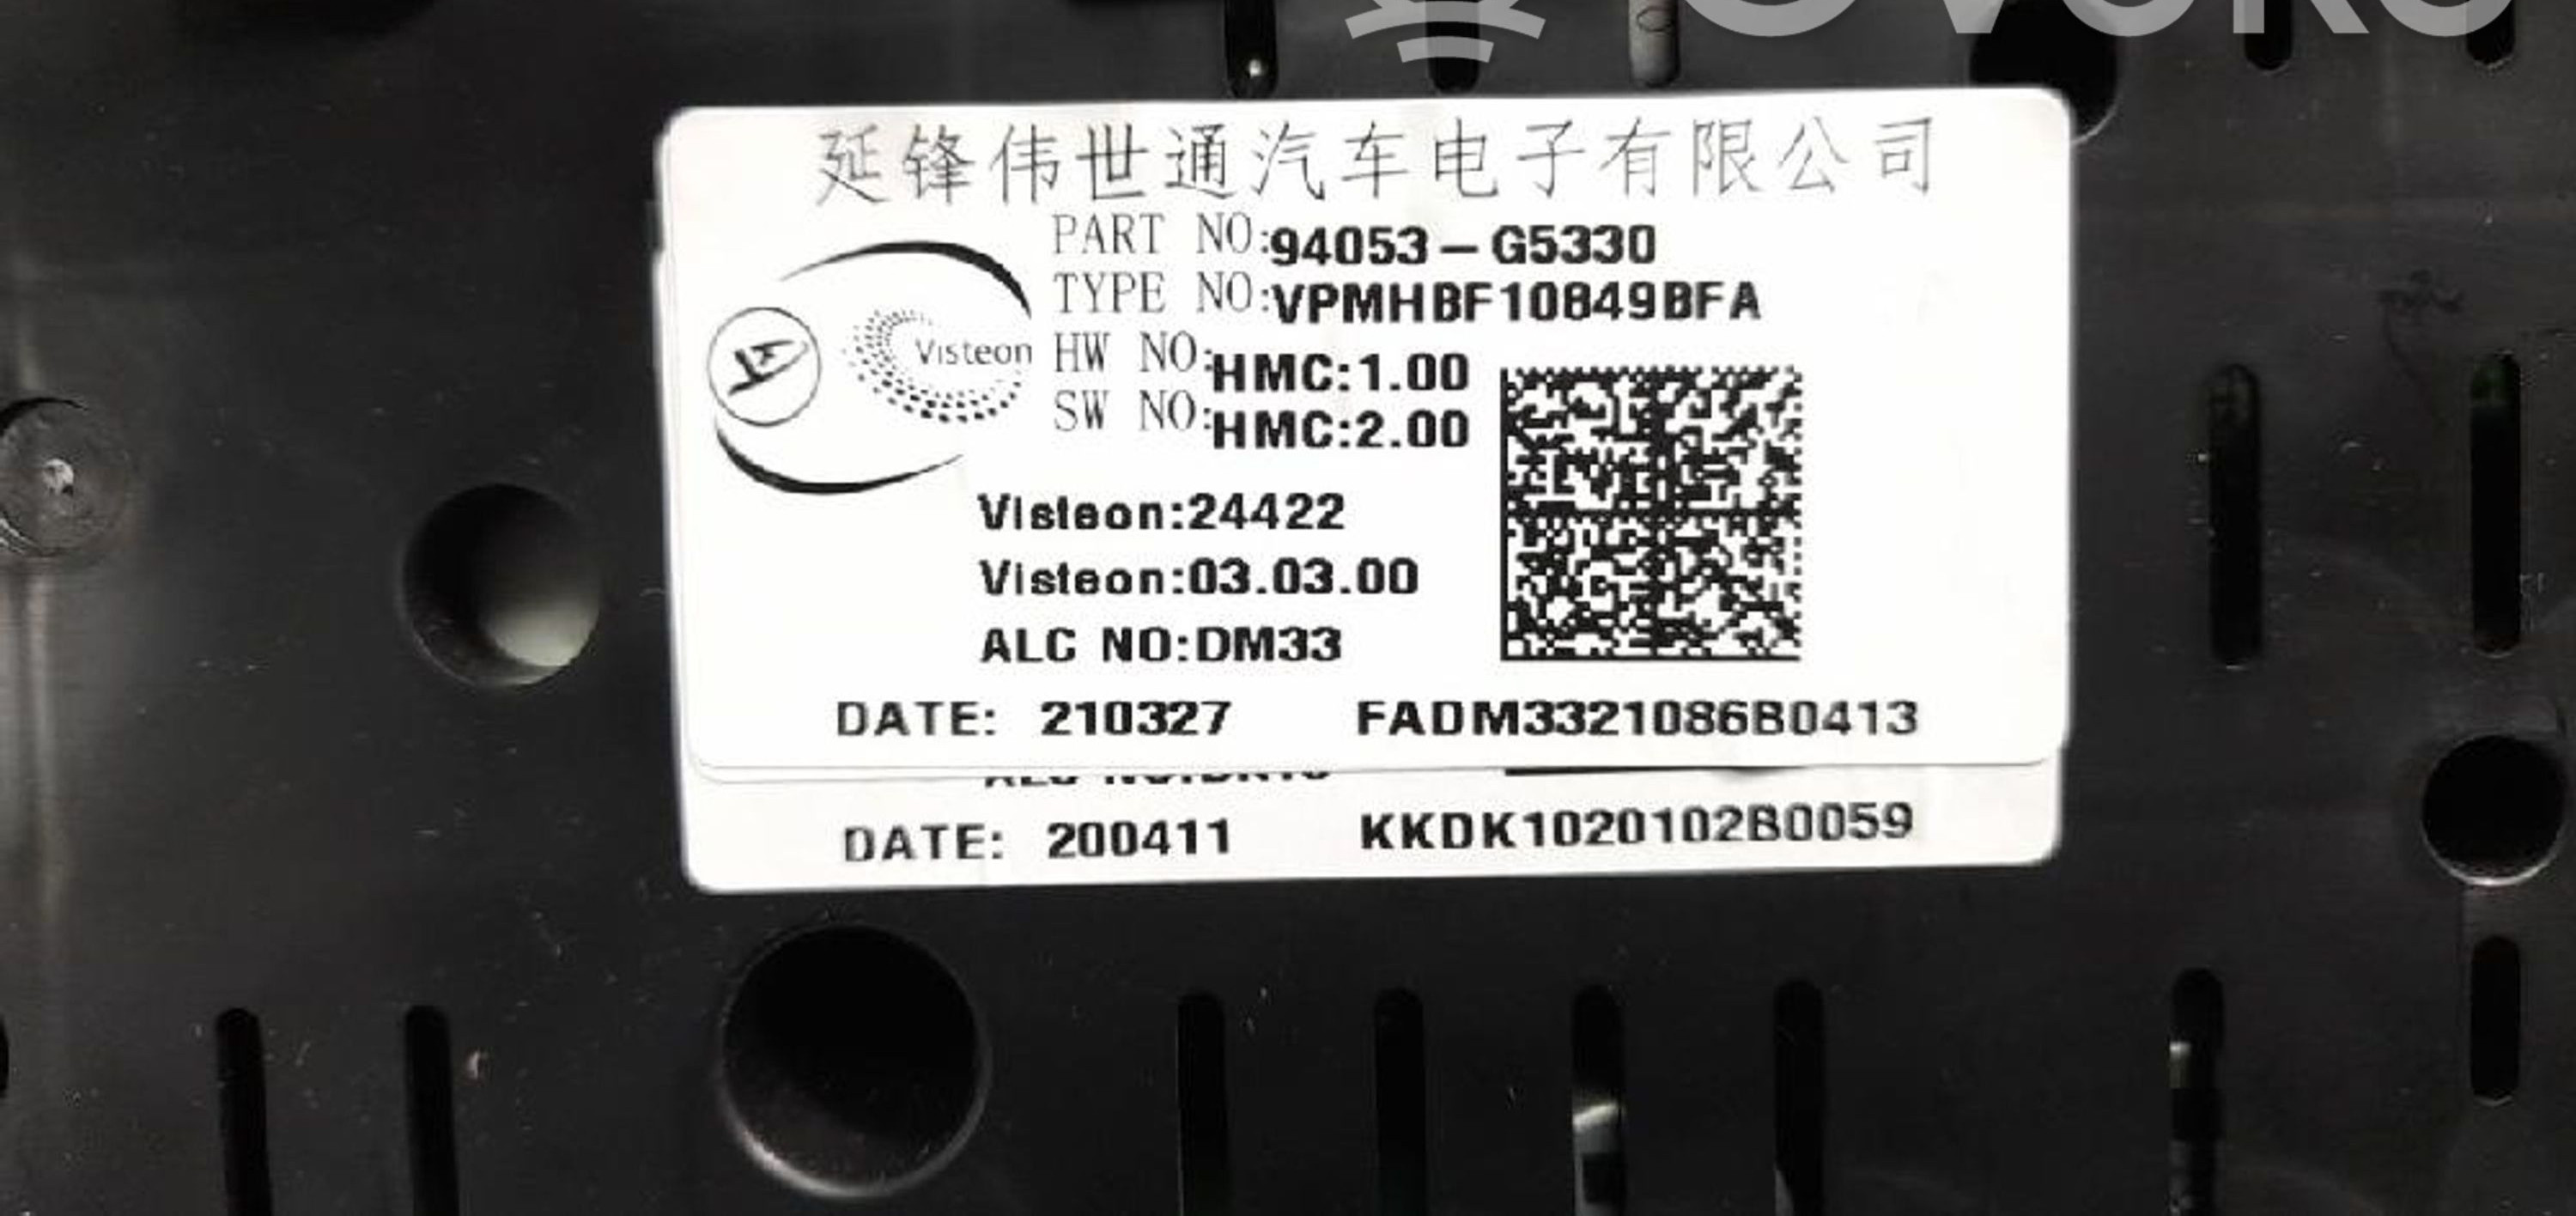 延锋伟世通汽车电子有限公司
PART NO:94053-G5330
TYPE NO:VPMHBF10849BFA
Visteon
HW NO:HMC:1.00
SW NO:HMC:2.00
Visteon:24422
Visteon:03.03.00
ALC NO:DM33
DATE: 210327 FADM3321086B0413
DATE: 200411 KKDK1020102B0059